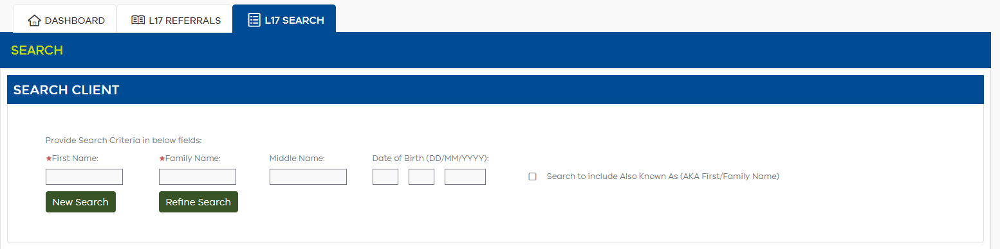 DASHBOARD L17 REFERRALS L17 SEARCH
SEARCH
SEARCH CLIENT
Provide Search Criteria in below fields:
★First Name: ★Family Name: Middle Name: Date of Birth (DD/MM/YYYY):
Search to include Also Known As (AKA First/Family Name)
New Search Refine Search